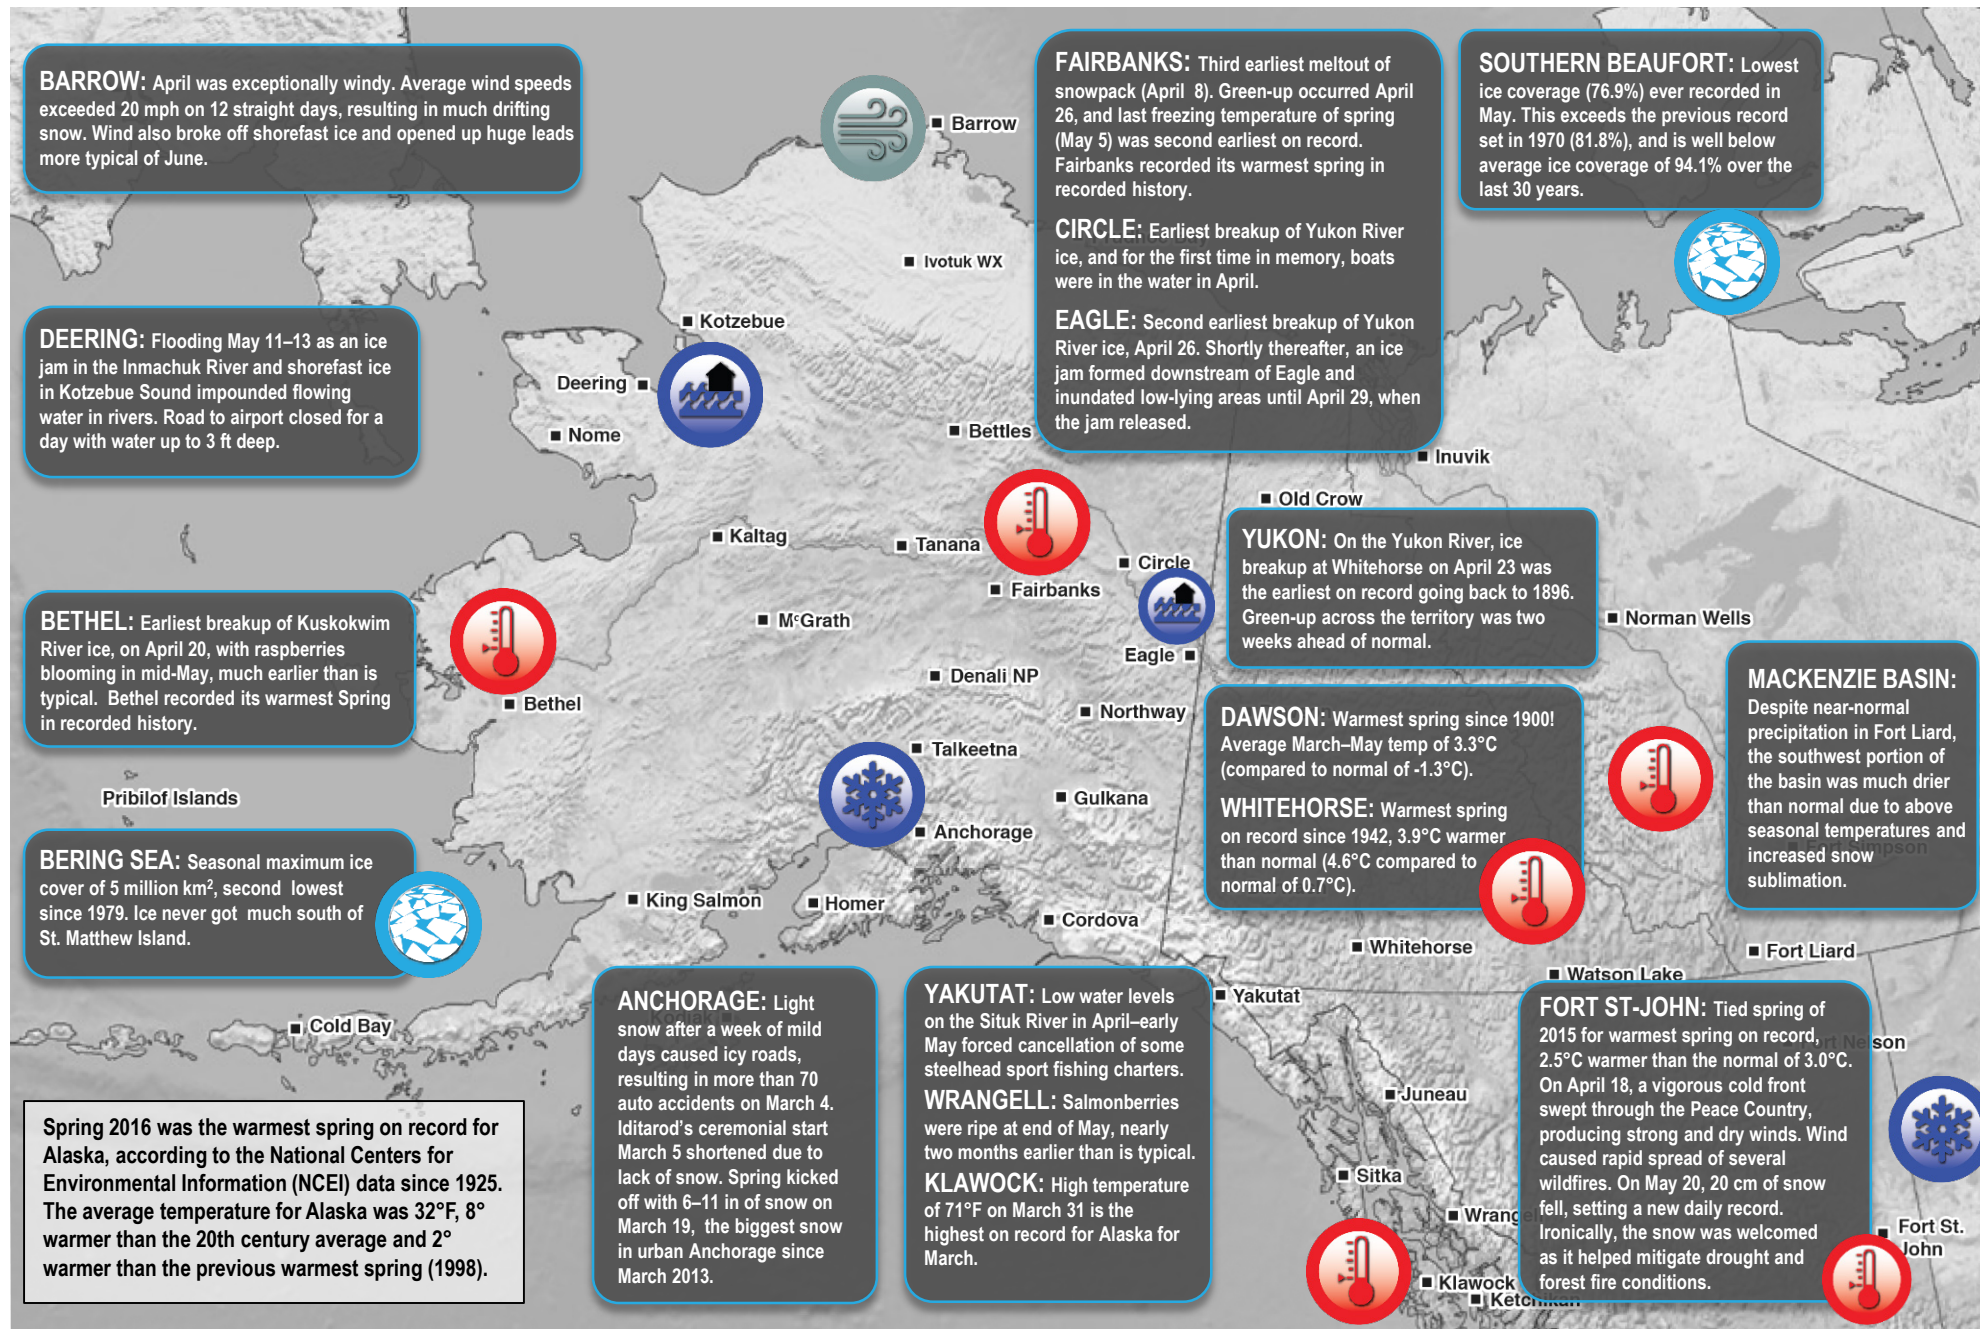 BARROW: April was exceptionally windy. Average wind speeds
exceeded 20 mph on 12 straight days, resulting in much drifting
snow. Wind also broke off shorefast ice and opened up huge leads
more typical of June.
FAIRBANKS: Third earliest meltout of
snowpack (April 8). Green-up occurred April
26, and last freezing temperature of spring
(May 5) was second earliest on record.
Fairbanks recorded its warmest spring in
recorded history.
CIRCLE: Earliest breakup of Yukon River
ice, and for the first time in memory, boats
were in the water in April.
EAGLE: Second earliest breakup of Yukon
River ice, April 26. Shortly thereafter, an ice
jam formed downstream of Eagle and
inundated low-lying areas until April 29, when
the jam released.
SOUTHERN BEAUFORT: Lowest
ice coverage (76.9%) ever recorded in
May. This exceeds the previous record
set in 1970 (81.8%), and is well below
average ice coverage of 94.1% over the
last 30 years.
Barrow
Ivotuk WX
Kotzebue
DEERING: Flooding May 11–13 as an ice
jam in the Inmachuk River and shorefast ice
in Kotzebue Sound impounded flowing
water in rivers. Road to airport closed for a
day with water up to 3 ft deep.
Deering
Nome
Bettles
Inuvik
Old Crow
Kaltag
Tanana
Circle
Fairbanks
McGrath
Eagle
Denali NP
Northway
YUKON: On the Yukon River, ice
breakup at Whitehorse on April 23 was
the earliest on record going back to 1896.
Green-up across the territory was two
weeks ahead of normal.
Norman Wells
BETHEL: Earliest breakup of Kuskokwim
River ice, on April 20, with raspberries
blooming in mid-May, much earlier than is
typical. Bethel recorded its warmest Spring
in recorded history.
Bethel
Talkeetna
Gulkana
Anchorage
DAWSON: Warmest spring since 1900!
Average March–May temp of 3.3°C
(compared to normal of -1.3°C).
WHITEHORSE: Warmest spring
on record since 1942, 3.9°C warmer
than normal (4.6°C compared to
normal of 0.7°C).
MACKENZIE BASIN:
Despite near-normal
precipitation in Fort Liard,
the southwest portion of
the basin was much drier
than normal due to above
seasonal temperatures and
increased snow
sublimation.
Fort Simpson
Pribilof Islands
BERING SEA: Seasonal maximum ice
cover of 5 million km², second lowest
since 1979. Ice never got much south of
St. Matthew Island.
King Salmon
Homer
Cordova
Whitehorse
Fort Liard
Watson Lake
Yakutat
Cold Bay
Kodiak
ANCHORAGE: Light
snow after a week of mild
days caused icy roads,
resulting in more than 70
auto accidents on March 4.
Iditarod's ceremonial start
March 5 shortened due to
lack of snow. Spring kicked
off with 6–11 in of snow on
March 19, the biggest snow
in urban Anchorage since
March 2013.
YAKUTAT: Low water levels
on the Situk River in April–early
May forced cancellation of some
steelhead sport fishing charters.
WRANGELL: Salmonberries
were ripe at end of May, nearly
two months earlier than is typical.
KLAWOCK: High temperature
of 71°F on March 31 is the
highest on record for Alaska for
March.
FORT ST-JOHN: Tied spring of
2015 for warmest spring on record,
2.5°C warmer than the normal of 3.0°C.
On April 18, a vigorous cold front
swept through the Peace Country,
producing strong and dry winds. Wind
caused rapid spread of several
wildfires. On May 20, 20 cm of snow
fell, setting a new daily record.
Ironically, the snow was welcomed
as it helped mitigate drought and
forest fire conditions.
Fort Nelson
Juneau
Sitka
Wrange
Klawock
Ketchikan
Fort St.
John
Spring 2016 was the warmest spring on record for
Alaska, according to the National Centers for
Environmental Information (NCEI) data since 1925.
The average temperature for Alaska was 32°F, 8°
warmer than the 20th century average and 2°
warmer than the previous warmest spring (1998).